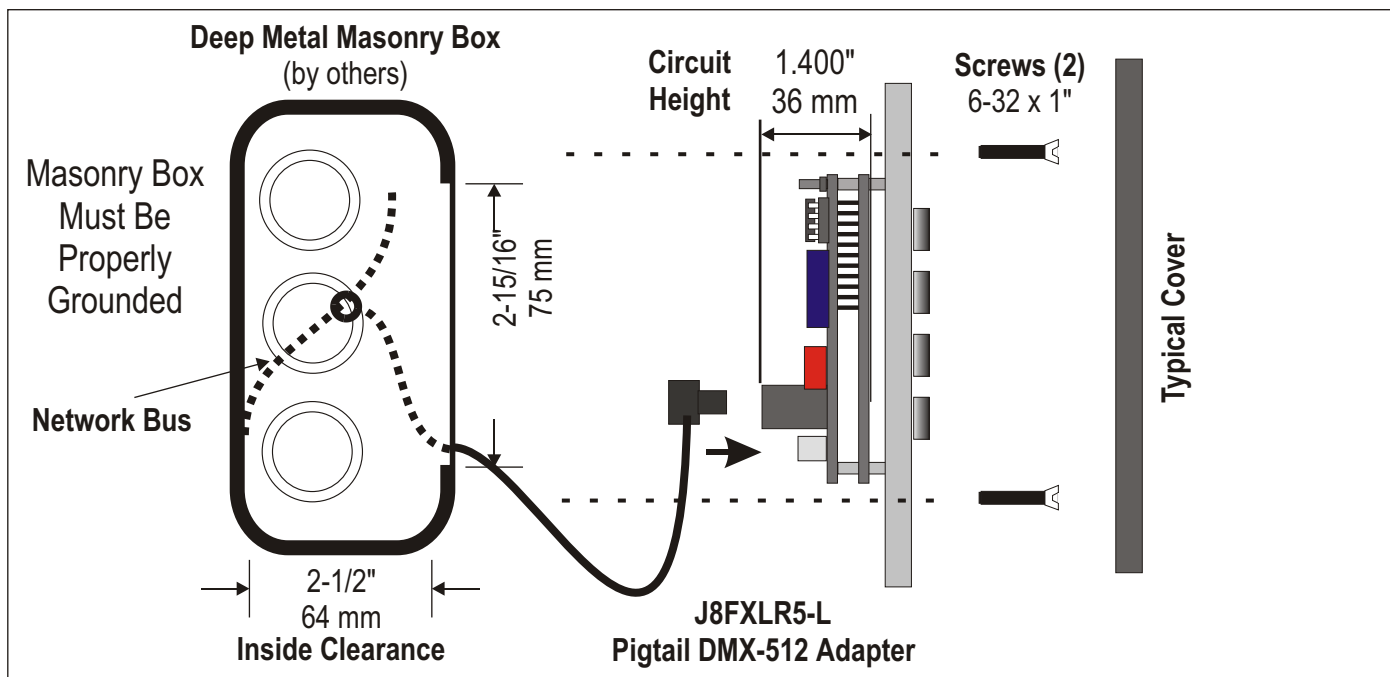 Deep Metal Masonry Box
(by others)
Masonry Box
Must Be
Properly
Grounded
Network Bus
2-15/16"
75 mm
2-1/2"
64 mm
Inside Clearance
Circuit
Height
1.400"
36 mm
Screws (2)
6-32 x 1"
Typical Cover
J8FXLR5-L
Pigtail DMX-512 Adapter